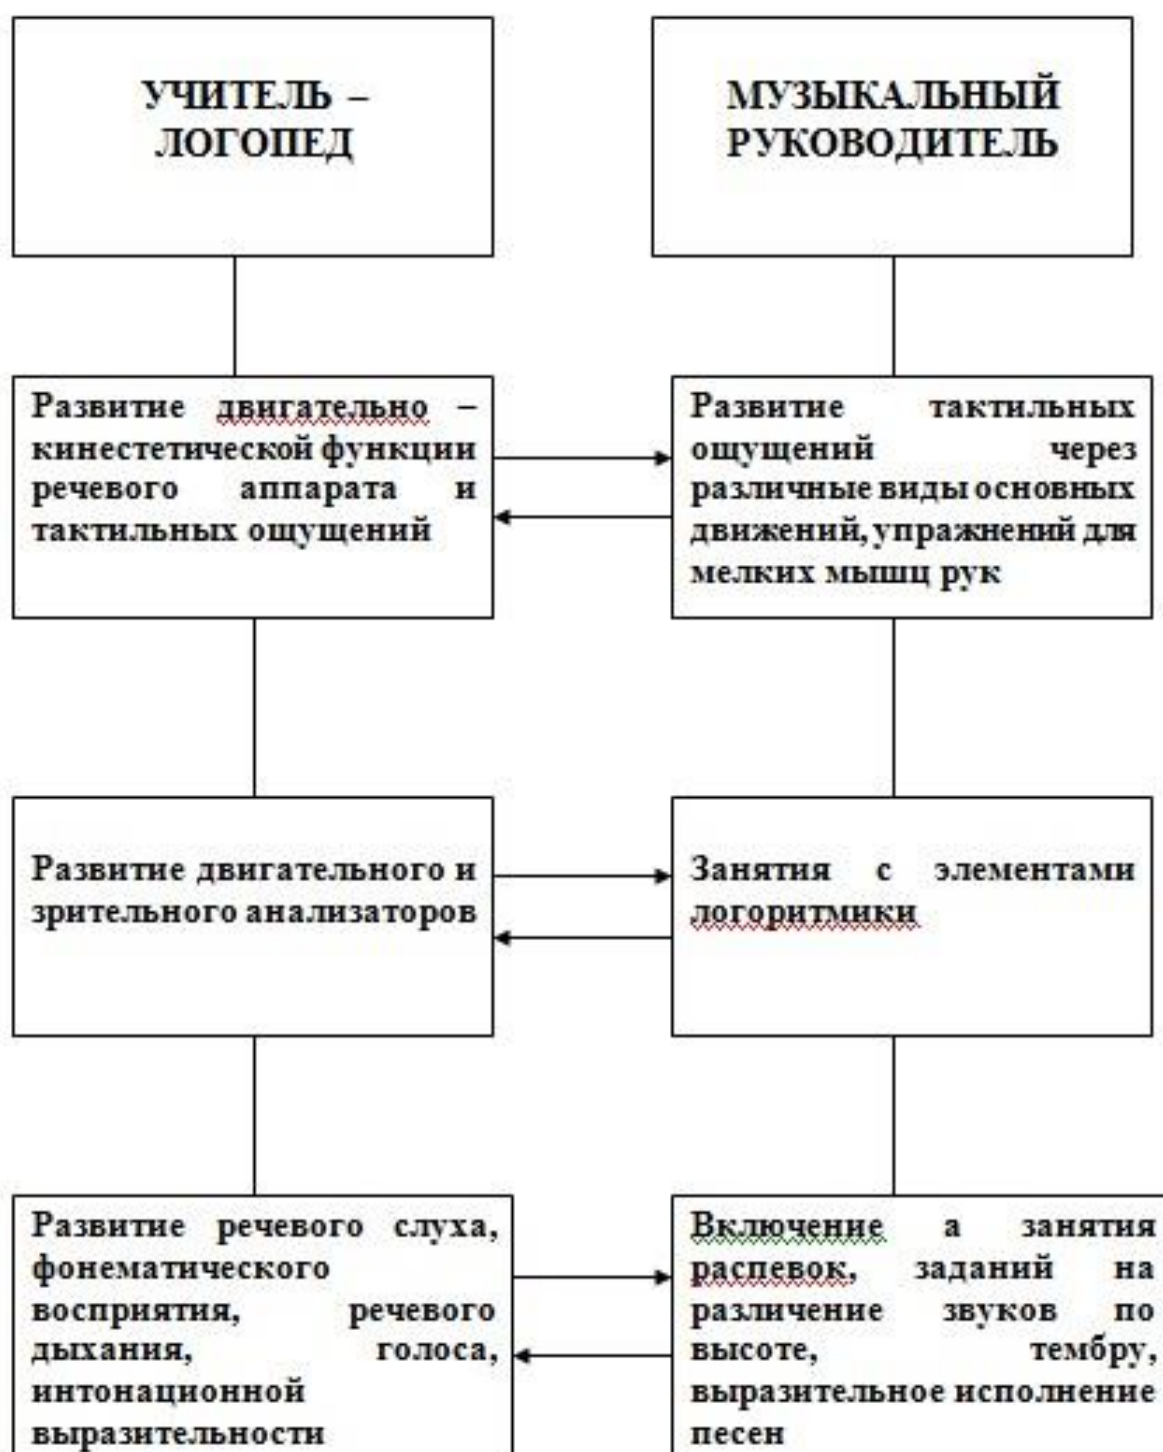 УЧИТЕЛЬ –
ЛОГОПЕД
МУЗЫКАЛЬНЫЙ
РУКОВОДИТЕЛЬ
Развитие двигательно –
кинестетической функции
речевого аппарата и
тактильных ощущений
Развитие тактильных
ощущений через
различные виды основных
движений, упражнений для
мелких мышц рук
Развитие двигательного и
зрительного анализаторов
Занятия с элементами
логоритмики
Развитие речевого слуха,
фонематического
восприятия, речевого
дыхания, голоса,
интонационной
выразительности
Включение а занятия
распевок, заданий на
различение звуков по
высоте, тембру,
выразительное исполнение
песен